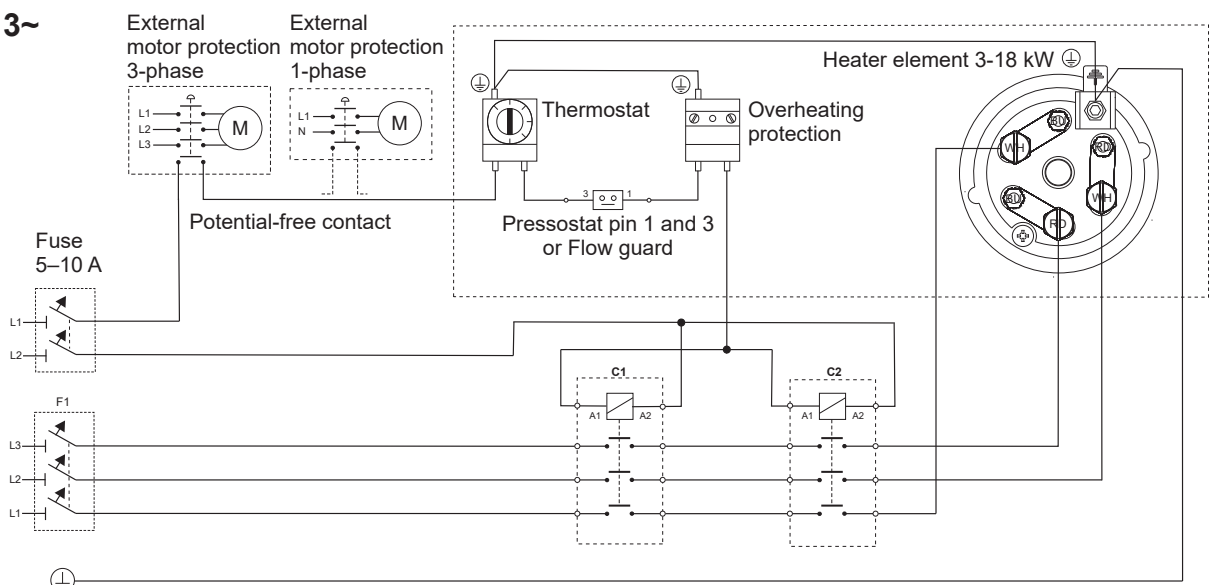 3~
External
motor protection
3-phase
External
motor protection
1-phase
L1
L2
L3
M
L1
N
M
Potential-free contact
Thermostat
Overheating
protection
3
1
Pressostat pin 1 and 3
or Flow guard
Heater element 3-18 kW
BU
WH
RD
BU
WH
RD
Fuse
5–10 A
L1
L2
F1
L3
L2
L1
C1
A1
A2
C2
A1
A2